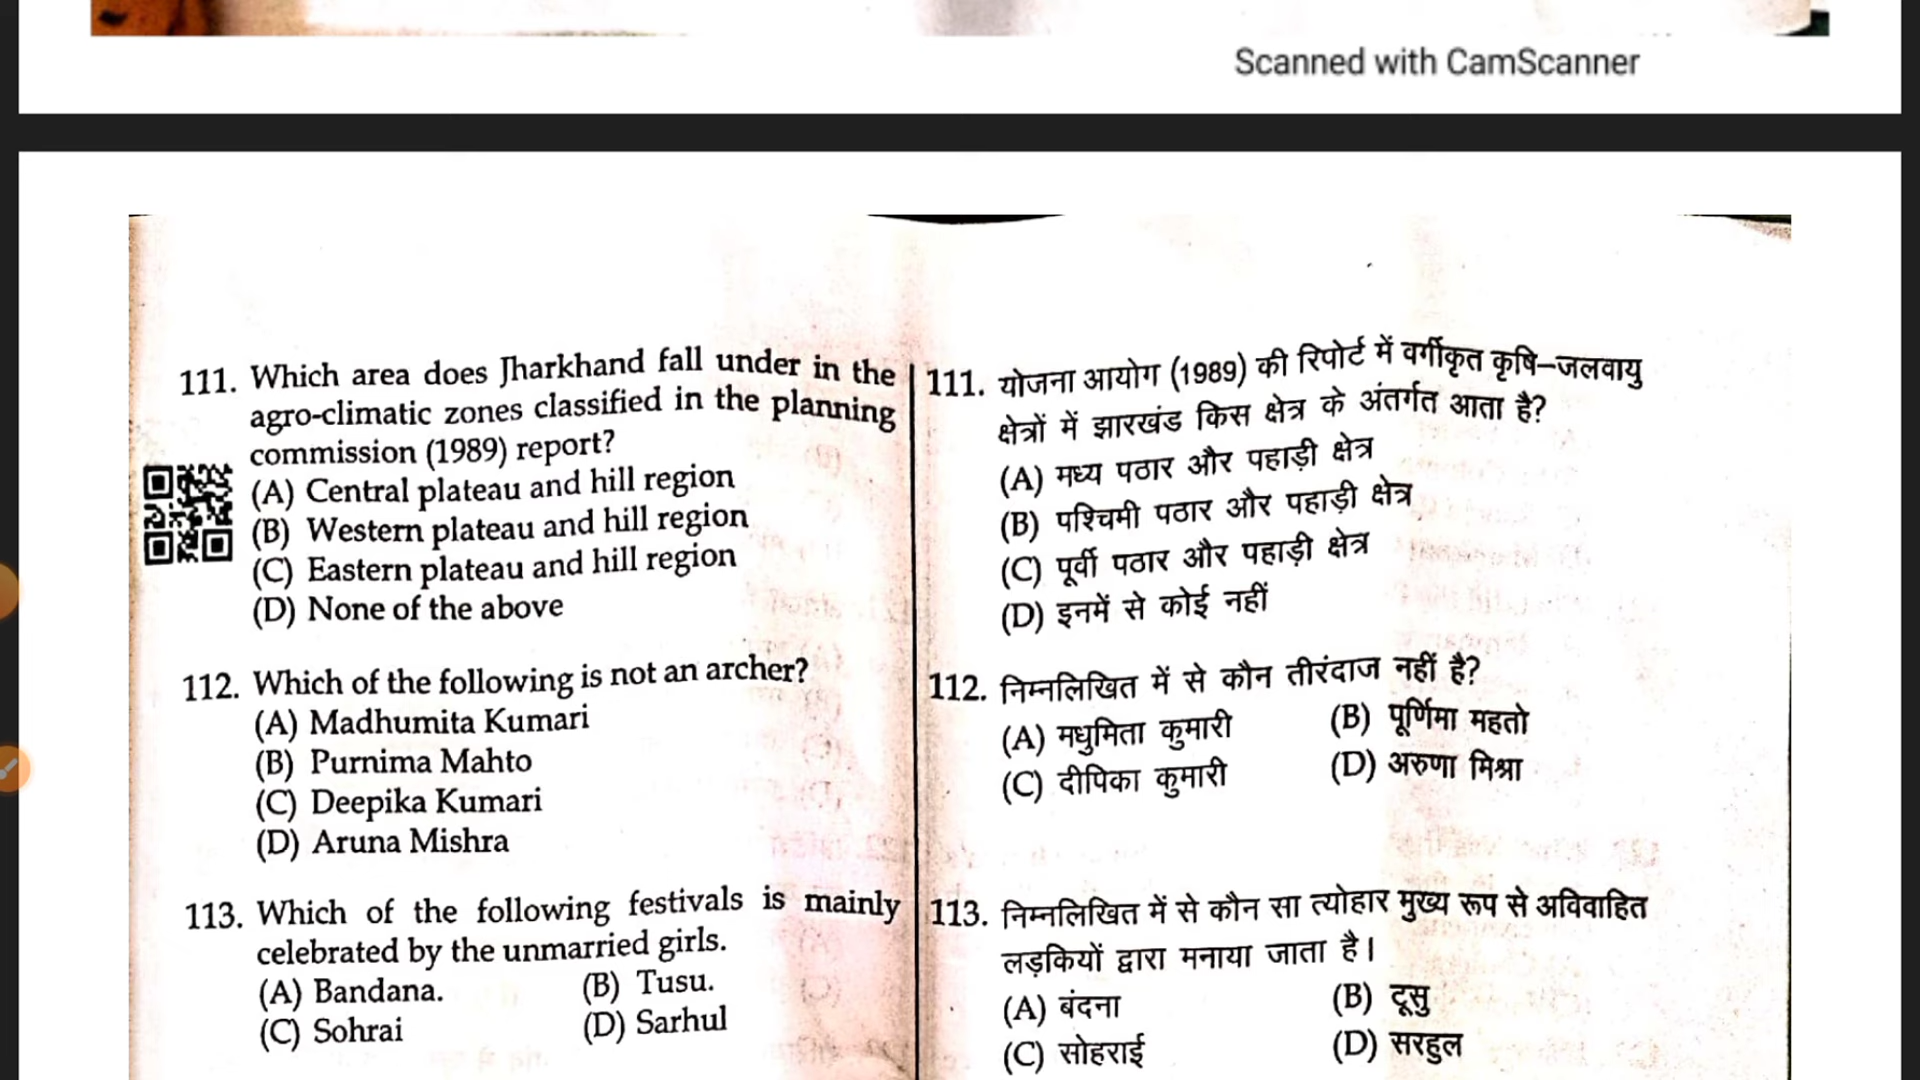 Scanned with CamScanner
111. Which area does Jharkhand fall under in the
agro-climatic zones classified in the planning
commission (1989) report?
(A) Central plateau and hill region
(B) Western plateau and hill region
(C) Eastern plateau and hill region
(D) None of the above
112. Which of the following is not an archer?
(A) Madhumita Kumari
(B) Purnima Mahto
(C) Deepika Kumari
(D) Aruna Mishra
113. Which of the following festivals is mainly
celebrated by the unmarried girls.
(A) Bandana. (B) Tusu.
(C) Sohrai (D) Sarhul
111. योजना आयोग (1989) की रिपोर्ट में वर्गीकृत कृषि–जलवायु
क्षेत्रों में झारखंड किस क्षेत्र के अंतर्गत आता है?
(A) मध्य पठार और पहाड़ी क्षेत्र
(B) पश्चिमी पठार और पहाड़ी क्षेत्र
(C) पूर्वी पठार और पहाड़ी क्षेत्र
(D) इनमें से कोई नहीं
112. निम्नलिखित में से कौन तीरंदाज नहीं है?
(A) मधुमिता कुमारी (B) पूर्णिमा महतो
(C) दीपिका कुमारी (D) अरुणा मिश्रा
113. निम्नलिखित में से कौन सा त्योहार मुख्य रूप से अविवाहित
लड़कियों द्वारा मनाया जाता है।
(A) बंदना (B) टूसु
(C) सोहराई (D) सरहुल